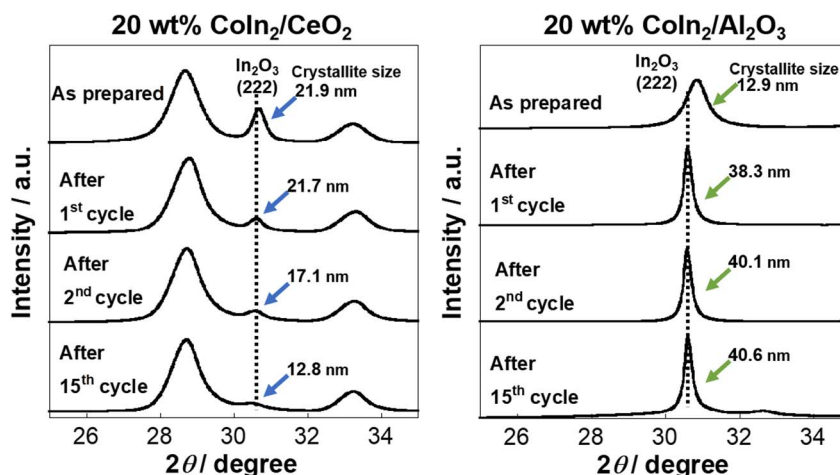 20 wt% CoIn₂/CeO₂
Intensity / a.u.
As prepared
In₂O₃
(222)
Crystallite size
21.9 nm
After
1ˢᵗ cycle
21.7 nm
After
2ⁿᵈ cycle
17.1 nm
After
15ᵗʰ cycle
12.8 nm
26 28 30 32 34
2θ / degree
20 wt% CoIn₂/Al₂O₃
Intensity / a.u.
As prepared
In₂O₃
(222)
Crystallite size
12.9 nm
After
1ˢᵗ cycle
38.3 nm
After
2ⁿᵈ cycle
40.1 nm
After
15ᵗʰ cycle
40.6 nm
26 28 30 32 34
2θ / degree